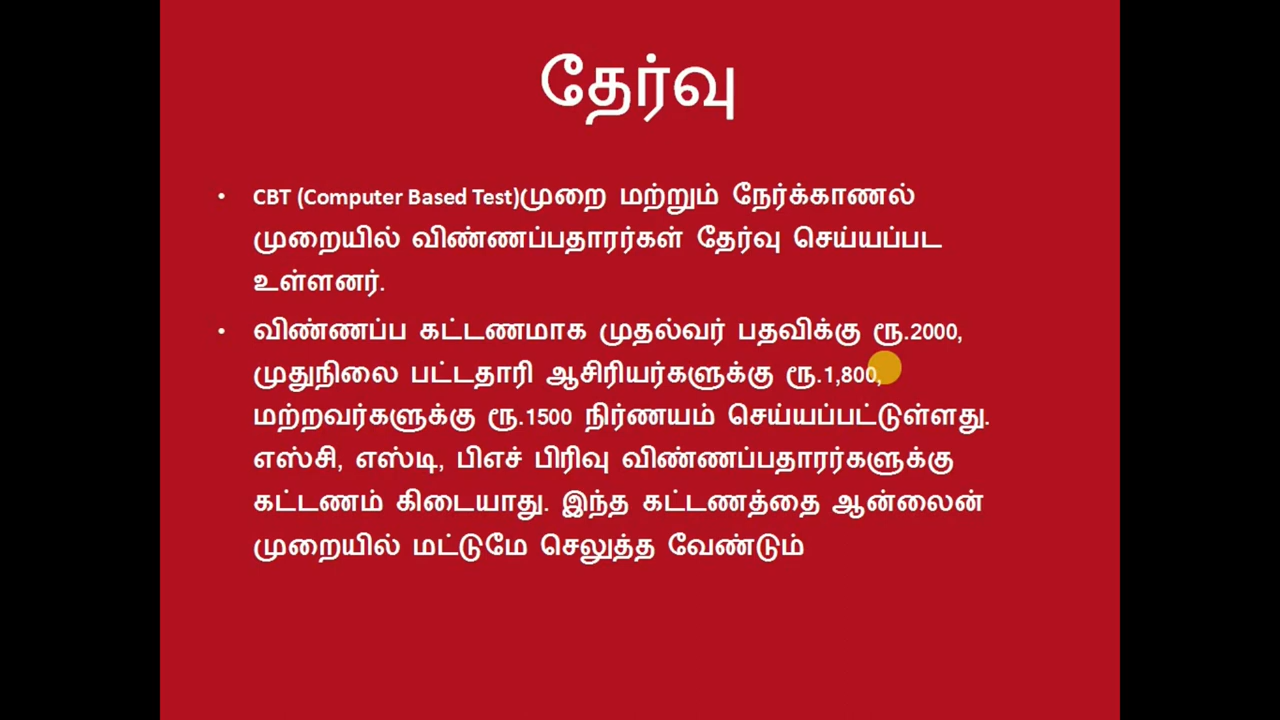 தேர்வு
• CBT (Computer Based Test)முறை மற்றும் நேர்க்காணல்
முறையில் விண்ணப்பதாரர்கள் தேர்வு செய்யப்பட
உள்ளனர்.
• விண்ணப்ப கட்டணமாக முதல்வர் பதவிக்கு ரூ.2000,
முதுநிலை பட்டதாரி ஆசிரியர்களுக்கு ரூ.1,800,
மற்றவர்களுக்கு ரூ.1500 நிர்ணயம் செய்யப்பட்டுள்ளது.
எஸ்சி, எஸ்டி, பிஎச் பிரிவு விண்ணப்பதாரர்களுக்கு
கட்டணம் கிடையாது. இந்த கட்டணத்தை ஆன்லைன்
முறையில் மட்டுமே செலுத்த வேண்டும்